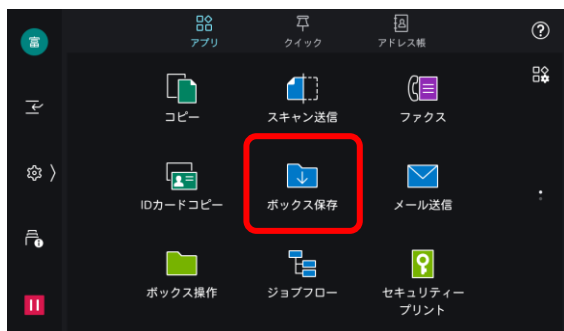 富
アプリ
クイック
アドレス帳
コピー
スキャン送信
ファクス
IDカードコピー
ボックス保存
メール送信
ボックス操作
ジョブフロー
セキュリティー
プリント